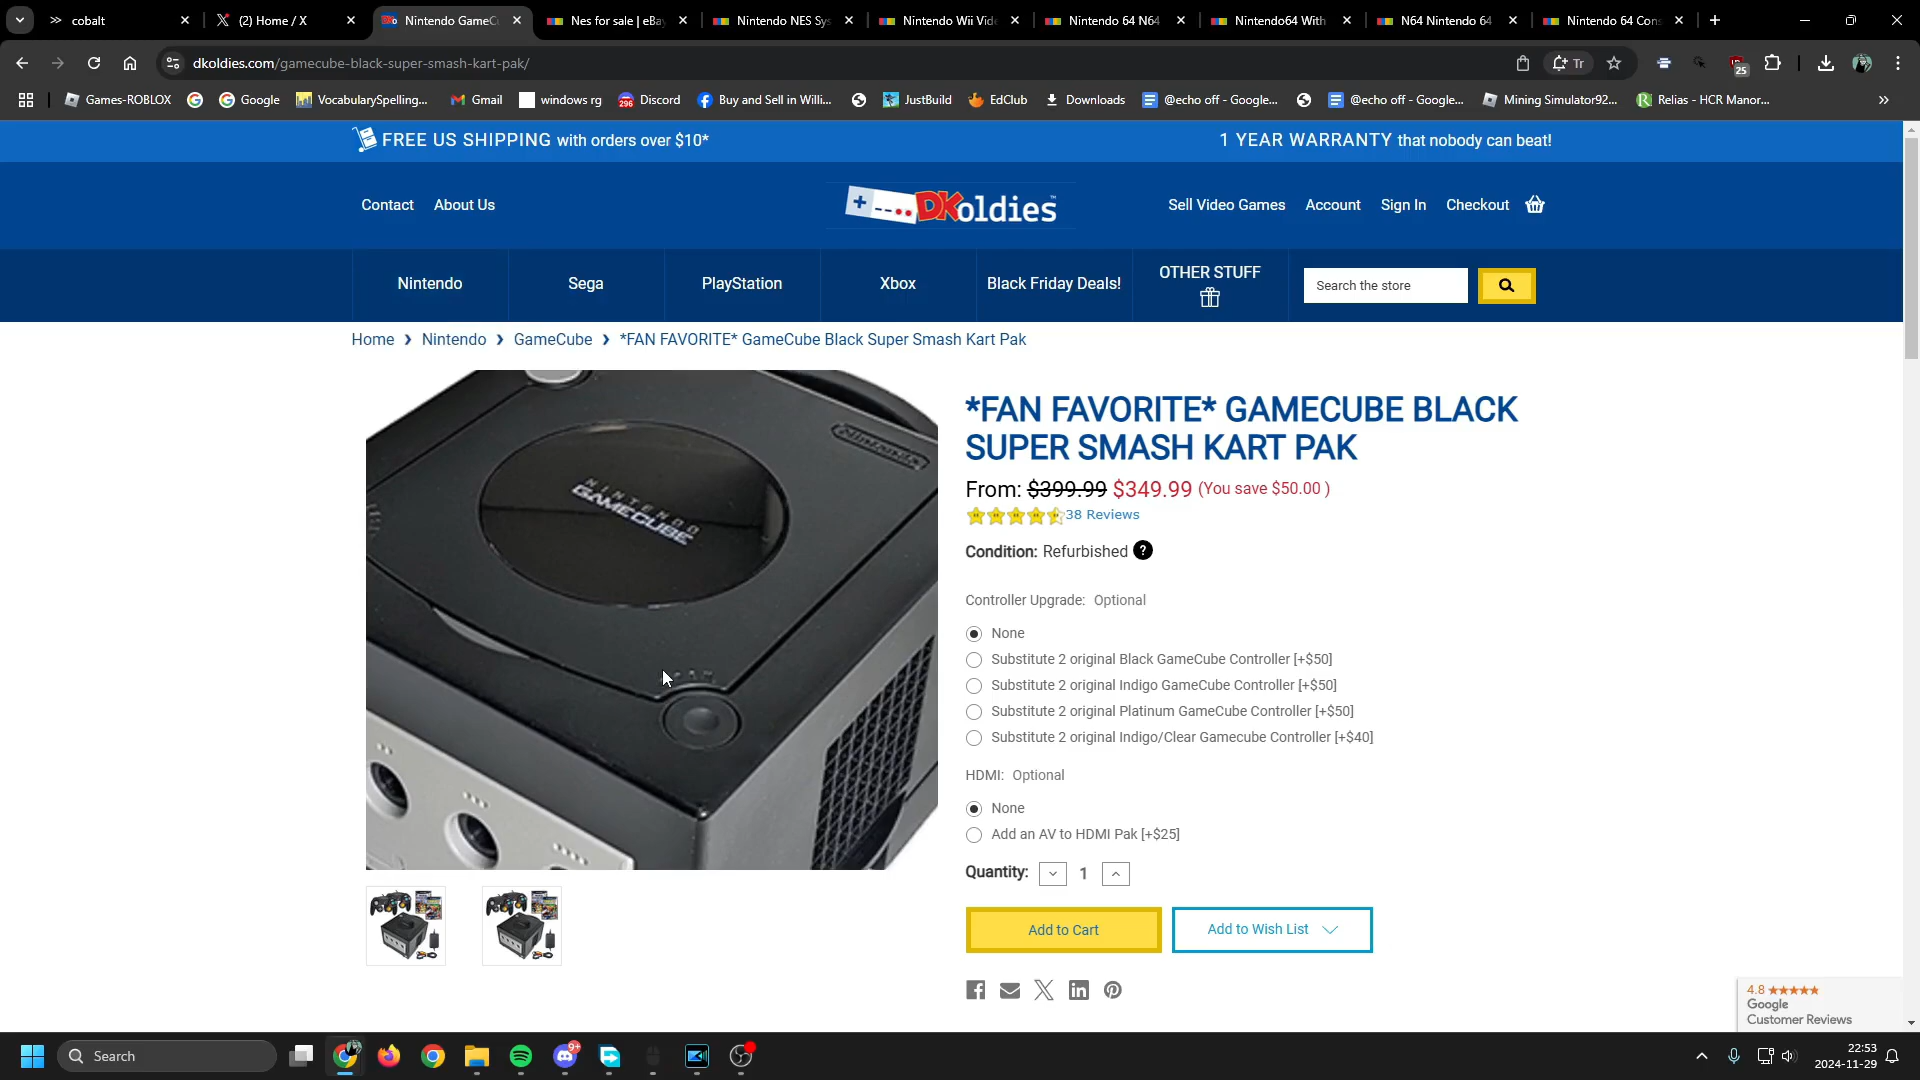 cobalt
(2) Home / X
Nintendo GameC
Nes for sale | eBa
Nintendo NES Sy
Nintendo Wii Vid
Nintendo 64 N64
Nintendo64 With
N64 Nintendo 64
Nintendo 64 Con
dkoldies.com/gamecube-black-super-smash-kart-pak/
Tr
25
Games-ROBLOX
Google
VocabularySpelling...
Gmail
windows rg
296
Discord
Buy and Sell in Willi...
JustBuild
EdClub
Downloads
@echo off - Google...
@echo off - Google...
Mining Simulator92...
Relias - HCR Manor...
FREE US SHIPPING with orders over $10*
1 YEAR WARRANTY that nobody can beat!
Contact
About Us
DKoldies™
Sell Video Games
Account
Sign In
Checkout
Nintendo
Sega
PlayStation
Xbox
Black Friday Deals!
OTHER STUFF
Search the store
Home › Nintendo › GameCube › *FAN FAVORITE* GameCube Black Super Smash Kart Pak
Nintendo
NINTENDO
GAMECUBE
*FAN FAVORITE* GAMECUBE BLACK
SUPER SMASH KART PAK
From: $399.99 $349.99 (You save $50.00 )
38 Reviews
Condition: Refurbished ?
Controller Upgrade: Optional
None
Substitute 2 original Black GameCube Controller [+$50]
Substitute 2 original Indigo GameCube Controller [+$50]
Substitute 2 original Platinum GameCube Controller [+$50]
Substitute 2 original Indigo/Clear Gamecube Controller [+$40]
HDMI: Optional
None
Add an AV to HDMI Pak [+$25]
Quantity:
1
Add to Cart
Add to Wish List
4.8 ★★★★★
Google
Customer Reviews
Search
9+
22:53
2024-11-29